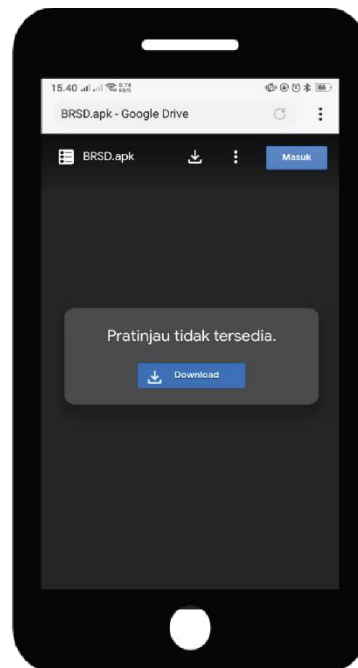 15.40
BRSD.apk - Google Drive
BRSD.apk
Masuk
Pratinjau tidak tersedia.
Download